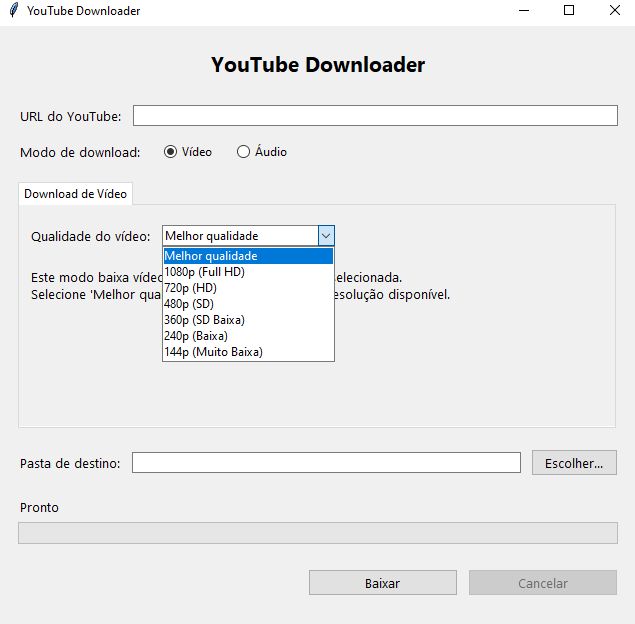 YouTube Downloader
YouTube Downloader
URL do YouTube:
Modo de download: Vídeo Áudio
Download de Vídeo
Qualidade do vídeo: Melhor qualidade
Melhor qualidade
1080p (Full HD)
Este modo baixa víde elecionada.
720p (HD)
Selecione 'Melhor qua esolução disponível.
480p (SD)
360p (SD Baixa)
240p (Baixa)
144p (Muito Baixa)
Pasta de destino: Escolher...
Pronto
Baixar Cancelar